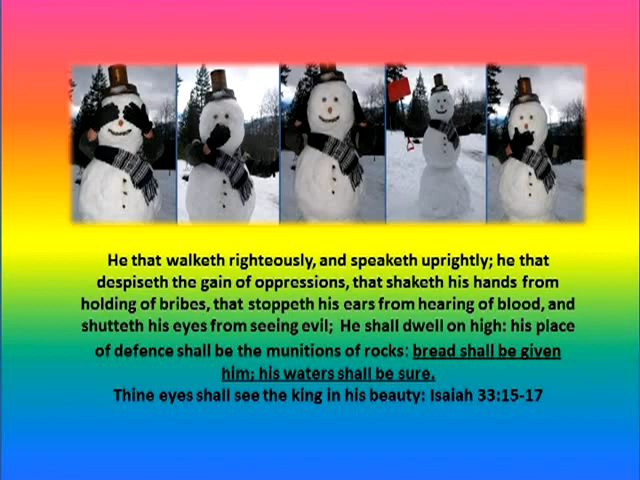 He that walketh righteously, and speaketh uprightly; he that
despiseth the gain of oppressions, that shaketh his hands from
holding of bribes, that stoppeth his ears from hearing of blood, and
shutteth his eyes from seeing evil;  He shall dwell on high: his place
of defence shall be the munitions of rocks: bread shall be given
him; his waters shall be sure.
Thine eyes shall see the king in his beauty: Isaiah 33:15-17